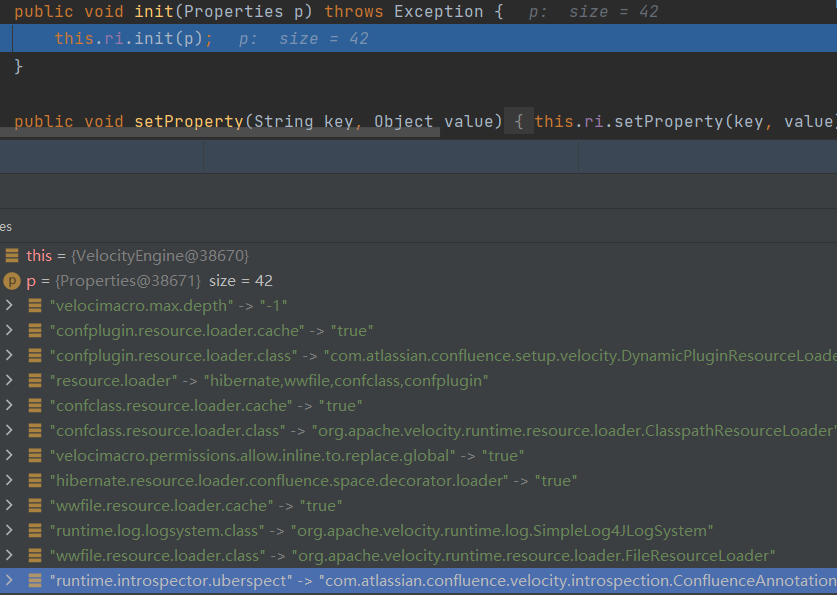 public void init(Properties p) throws Exception { p: size = 42
this.ri.init(p); p: size = 42
}
public void setProperty(String key, Object value) { this.ri.setProperty(key, value)
es
this = {VelocityEngine@38670}
p p = {Properties@38671} size = 42
"velocimacro.max.depth" -> "-1"
"confplugin.resource.loader.cache" -> "true"
"confplugin.resource.loader.class" -> "com.atlassian.confluence.setup.velocity.DynamicPluginResourceLoade
"resource.loader" -> "hibernate,wwfile,confclass,confplugin"
"confclass.resource.loader.cache" -> "true"
"confclass.resource.loader.class" -> "org.apache.velocity.runtime.resource.loader.ClasspathResourceLoader"
"velocimacro.permissions.allow.inline.to.replace.global" -> "true"
"hibernate.resource.loader.confluence.space.decorator.loader" -> "true"
"wwfile.resource.loader.cache" -> "true"
"runtime.log.logsystem.class" -> "org.apache.velocity.runtime.log.SimpleLog4JLogSystem"
"wwfile.resource.loader.class" -> "org.apache.velocity.runtime.resource.loader.FileResourceLoader"
"runtime.introspector.uberspect" -> "com.atlassian.confluence.velocity.introspection.ConfluenceAnnotation